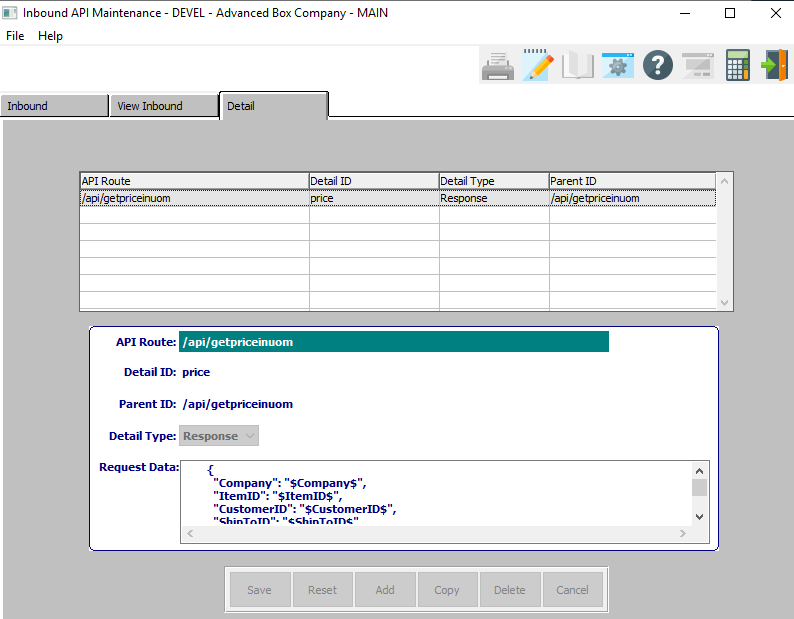 Inbound API Maintenance - DEVEL - Advanced Box Company - MAIN
File Help
?
Inbound View Inbound Detail
API Route Detail ID Detail Type Parent ID
/api/getpriceinuom price Response /api/getpriceinuom
API Route: /api/getpriceinuom
Detail ID: price
Parent ID: /api/getpriceinuom
Detail Type: Response
Request Data: {
"Company": "$Company$",
"ItemID": "$ItemID$",
"CustomerID": "$CustomerID$",
"ShipToID": "$ShipToID$"
Save Reset Add Copy Delete Cancel